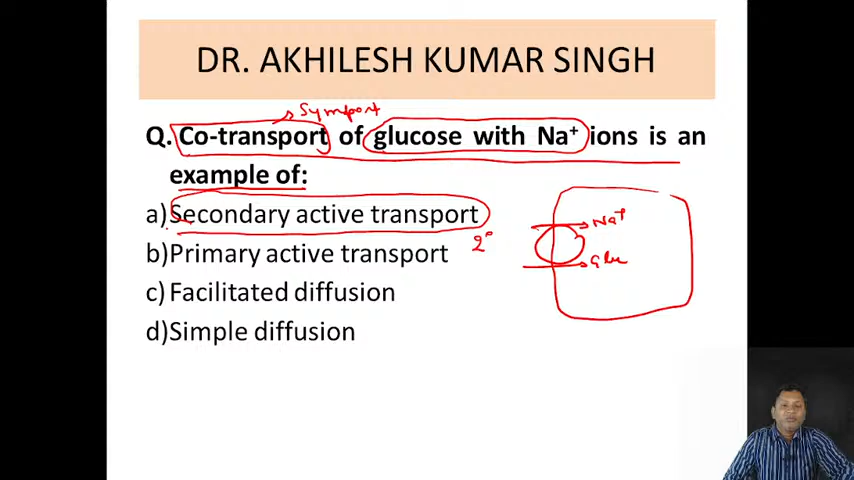 DR. AKHILESH KUMAR SINGH
Symport
Q. Co-transport of glucose with Na⁺ ions is an
example of:
a)Secondary active transport
b)Primary active transport
2°
c) Facilitated diffusion
d)Simple diffusion
Na⁺
Glu